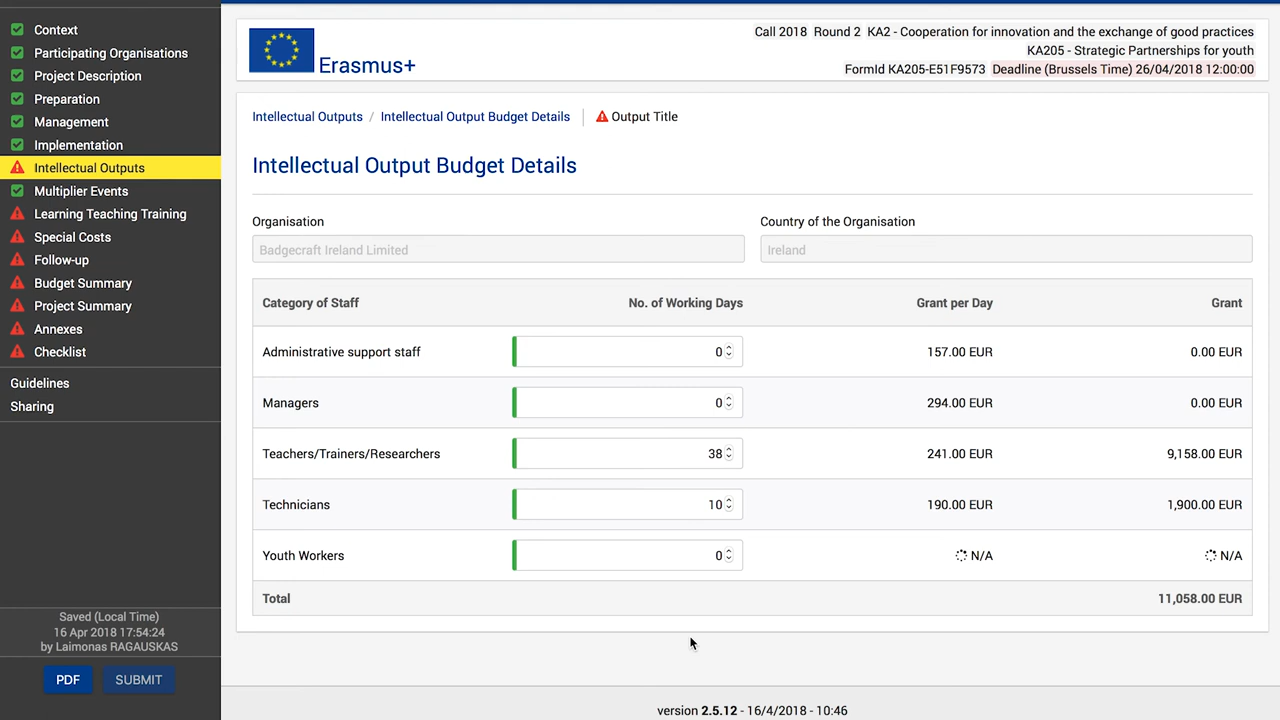 Context
Participating Organisations
Project Description
Preparation
Management
Implementation
Intellectual Outputs
Multiplier Events
Learning Teaching Training
Special Costs
Follow-up
Budget Summary
Project Summary
Annexes
Checklist
Guidelines
Sharing
Saved (Local Time)
16 Apr 2018 17:54:24
by Laimonas RAGAUSKAS
PDF SUBMIT
Erasmus+
Call 2018 Round 2 KA2 - Cooperation for innovation and the exchange of good practices
KA205 - Strategic Partnerships for youth
FormId KA205-E51F9573 Deadline (Brussels Time) 26/04/2018 12:00:00
Intellectual Outputs / Intellectual Output Budget Details Output Title
Intellectual Output Budget Details
Organisation Country of the Organisation
Badgecraft Ireland Limited Ireland
Category of Staff No. of Working Days Grant per Day Grant
Administrative support staff 0 157.00 EUR 0.00 EUR
Managers 0 294.00 EUR 0.00 EUR
Teachers/Trainers/Researchers 38 241.00 EUR 9,158.00 EUR
Technicians 10 190.00 EUR 1,900.00 EUR
Youth Workers 0 N/A N/A
Total 11,058.00 EUR
version 2.5.12 - 16/4/2018 - 10:46